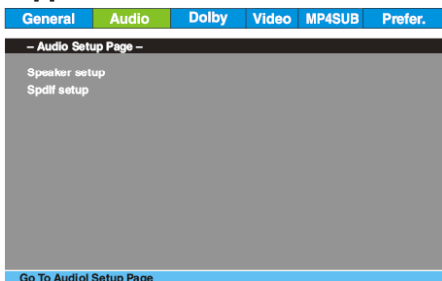 General Audio Dolby Video MP4SUB Prefer.
– Audio Setup Page –
Speaker setup
Spdif setup
Go To Audiol Setup Page